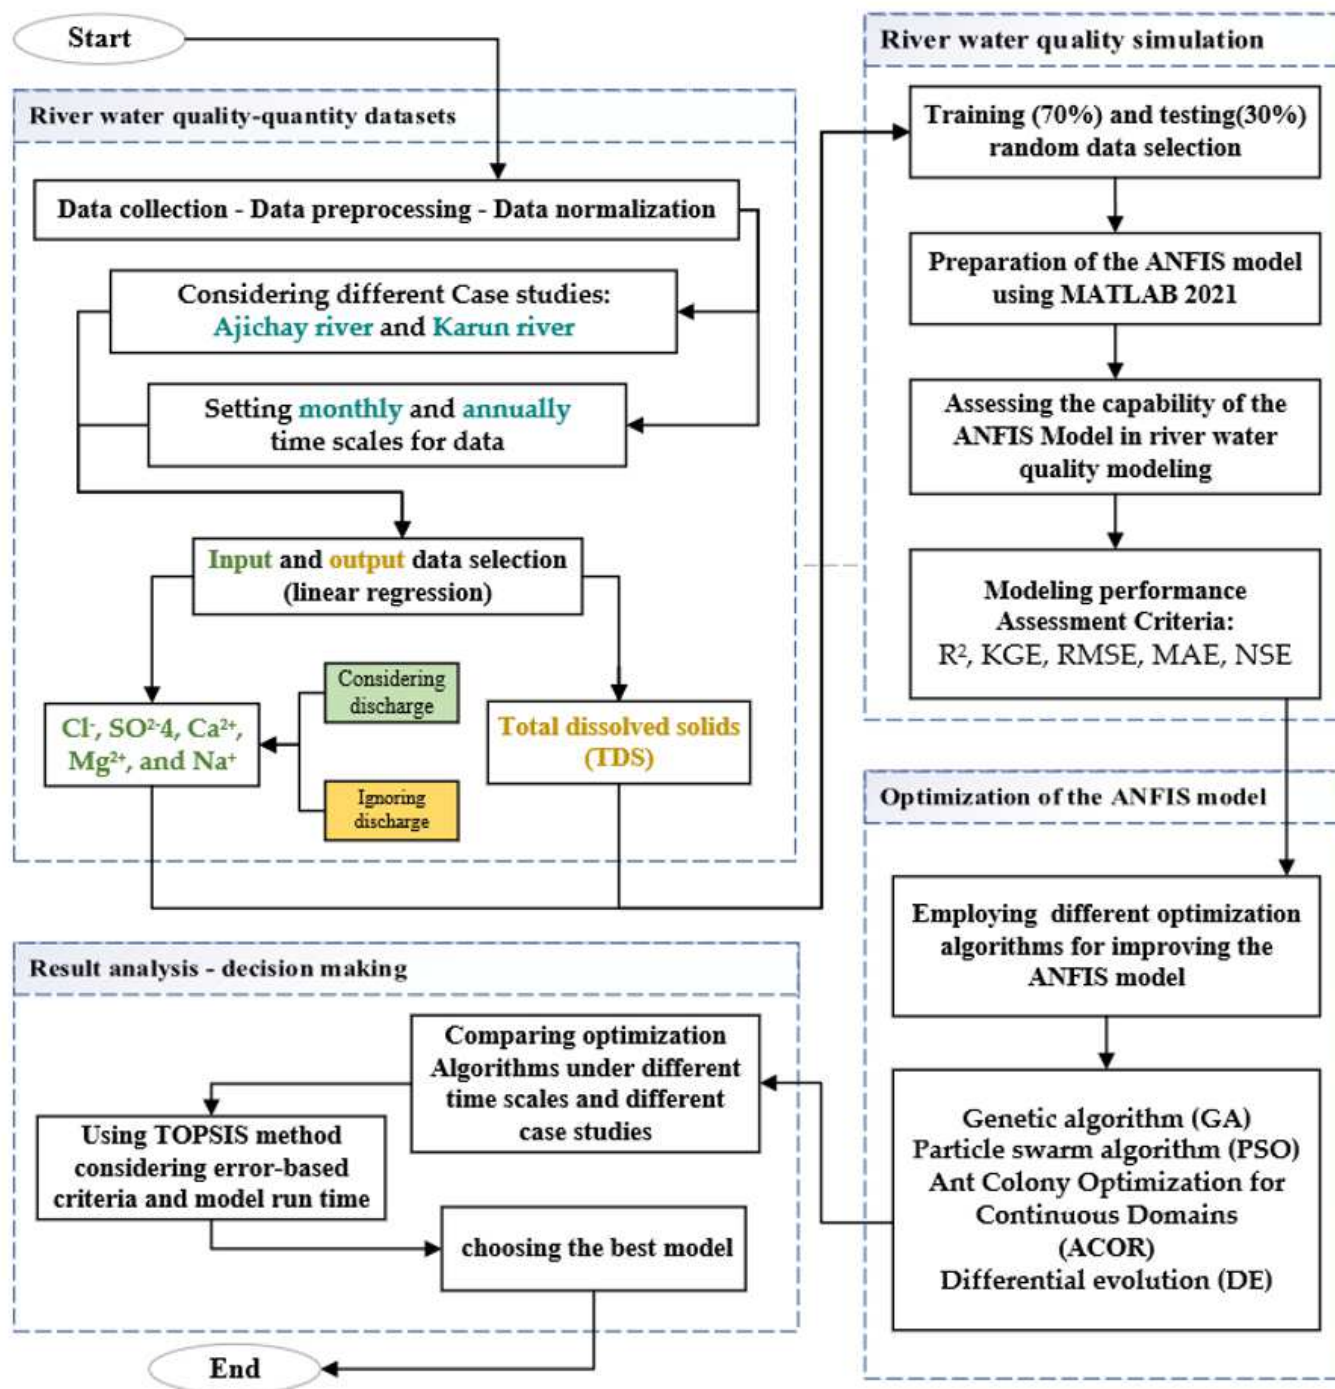 Start
River water quality-quantity datasets
Data collection - Data preprocessing - Data normalization
Considering different Case studies:
Ajichay river and Karun river
Setting monthly and annually
time scales for data
Input and output data selection
(linear regression)
Considering
discharge
Cl⁻, SO²⁻4, Ca²⁺,
Mg²⁺, and Na⁺
Ignoring
discharge
Total dissolved solids
(TDS)
River water quality simulation
Training (70%) and testing(30%)
random data selection
Preparation of the ANFIS model
using MATLAB 2021
Assessing the capability of the
ANFIS Model in river water
quality modeling
Modeling performance
Assessment Criteria:
R², KGE, RMSE, MAE, NSE
Optimization of the ANFIS model
Employing different optimization
algorithms for improving the
ANFIS model
Genetic algorithm (GA)
Particle swarm algorithm (PSO)
Ant Colony Optimization for
Continuous Domains
(ACOR)
Differential evolution (DE)
Result analysis - decision making
Comparing optimization
Algorithms under different
time scales and different
case studies
Using TOPSIS method
considering error-based
criteria and model run time
choosing the best model
End